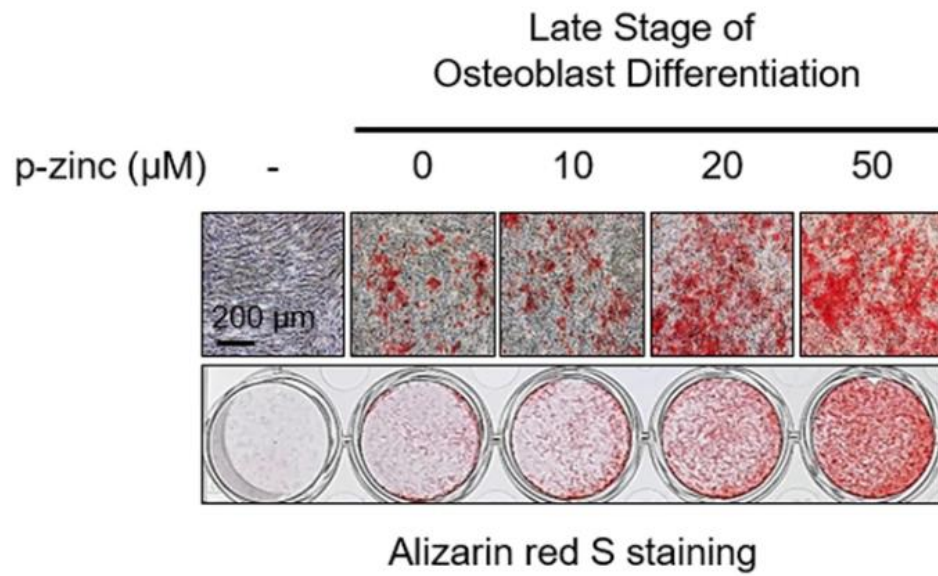 Late Stage of
Osteoblast Differentiation
p-zinc (µM) - 0 10 20 50
200 µm
Alizarin red S staining